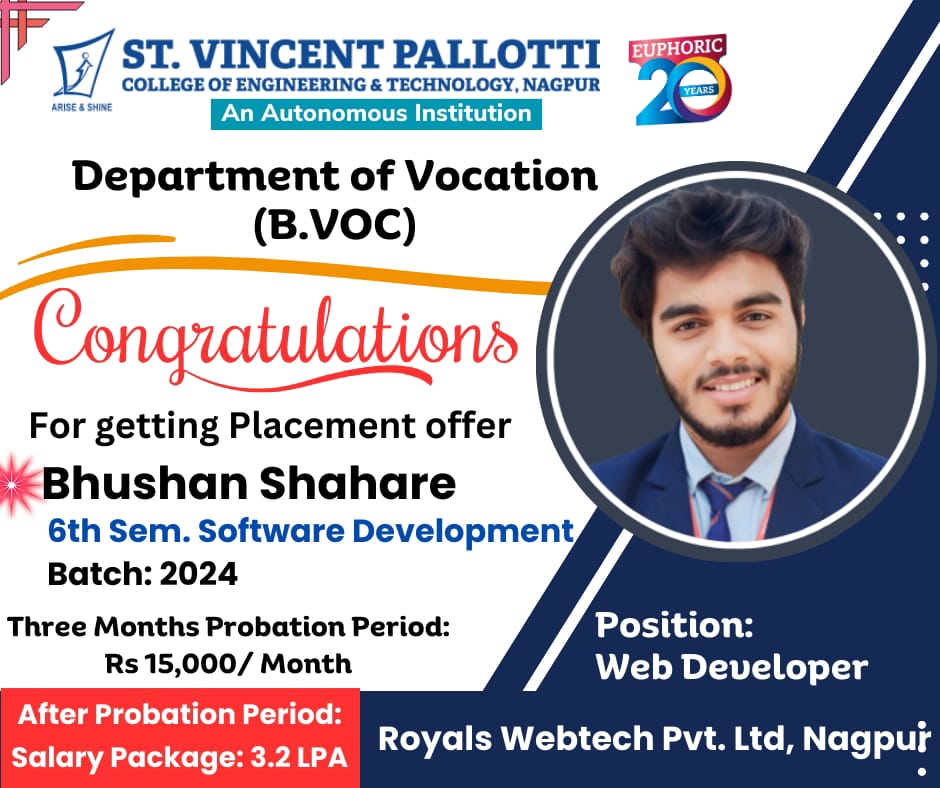 ST. VINCENT PALLOTTI
COLLEGE OF ENGINEERING & TECHNOLOGY, NAGPUR
ARISE & SHINE
An Autonomous Institution
EUPHORIC
20
YEARS
Department of Vocation
(B.VOC)
Congratulations
For getting Placement offer
Bhushan Shahare
6th Sem. Software Development
Batch: 2024
Three Months Probation Period:
Rs 15,000/ Month
Position:
Web Developer
After Probation Period:
Salary Package: 3.2 LPA
Royals Webtech Pvt. Ltd, Nagpur